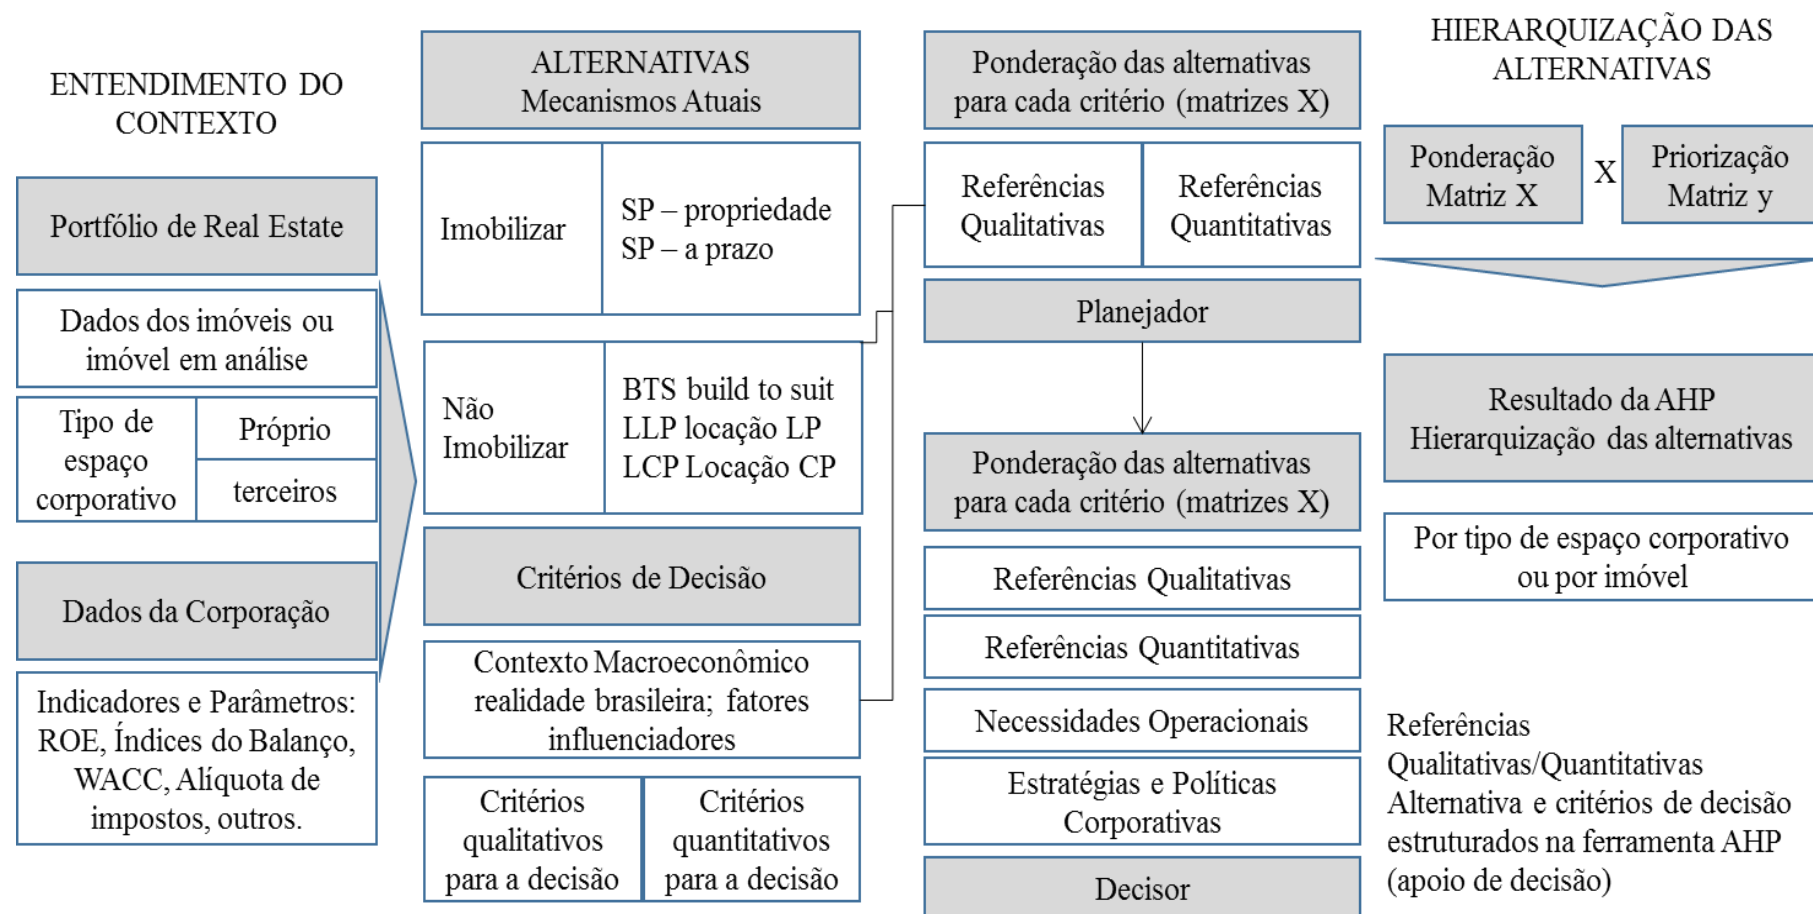 ENTENDIMENTO DO
CONTEXTO
Portfólio de Real Estate
Dados dos imóveis ou
imóvel em análise
Tipo de
espaço
corporativo
Próprio
terceiros
Dados da Corporação
Indicadores e Parâmetros:
ROE, Índices do Balanço,
WACC, Alíquota de
impostos, outros.
ALTERNATIVAS
Mecanismos Atuais
Imobilizar
SP – propriedade
SP – a prazo
Não
Imobilizar
BTS build to suit
LLP locação LP
LCP Locação CP
Critérios de Decisão
Contexto Macroeconômico
realidade brasileira; fatores
influenciadores
Critérios
qualitativos
para a decisão
Critérios
quantitativos
para a decisão
Ponderação das alternativas
para cada critério (matrizes X)
Referências
Qualitativas
Referências
Quantitativas
Planejador
Ponderação das alternativas
para cada critério (matrizes X)
Referências Qualitativas
Referências Quantitativas
Necessidades Operacionais
Estratégias e Políticas
Corporativas
Decisor
HIERARQUIZAÇÃO DAS
ALTERNATIVAS
Ponderação
Matriz X
X
Priorização
Matriz y
Resultado da AHP
Hierarquização das alternativas
Por tipo de espaço corporativo
ou por imóvel
Referências
Qualitativas/Quantitativas
Alternativa e critérios de decisão
estruturados na ferramenta AHP
(apoio de decisão)